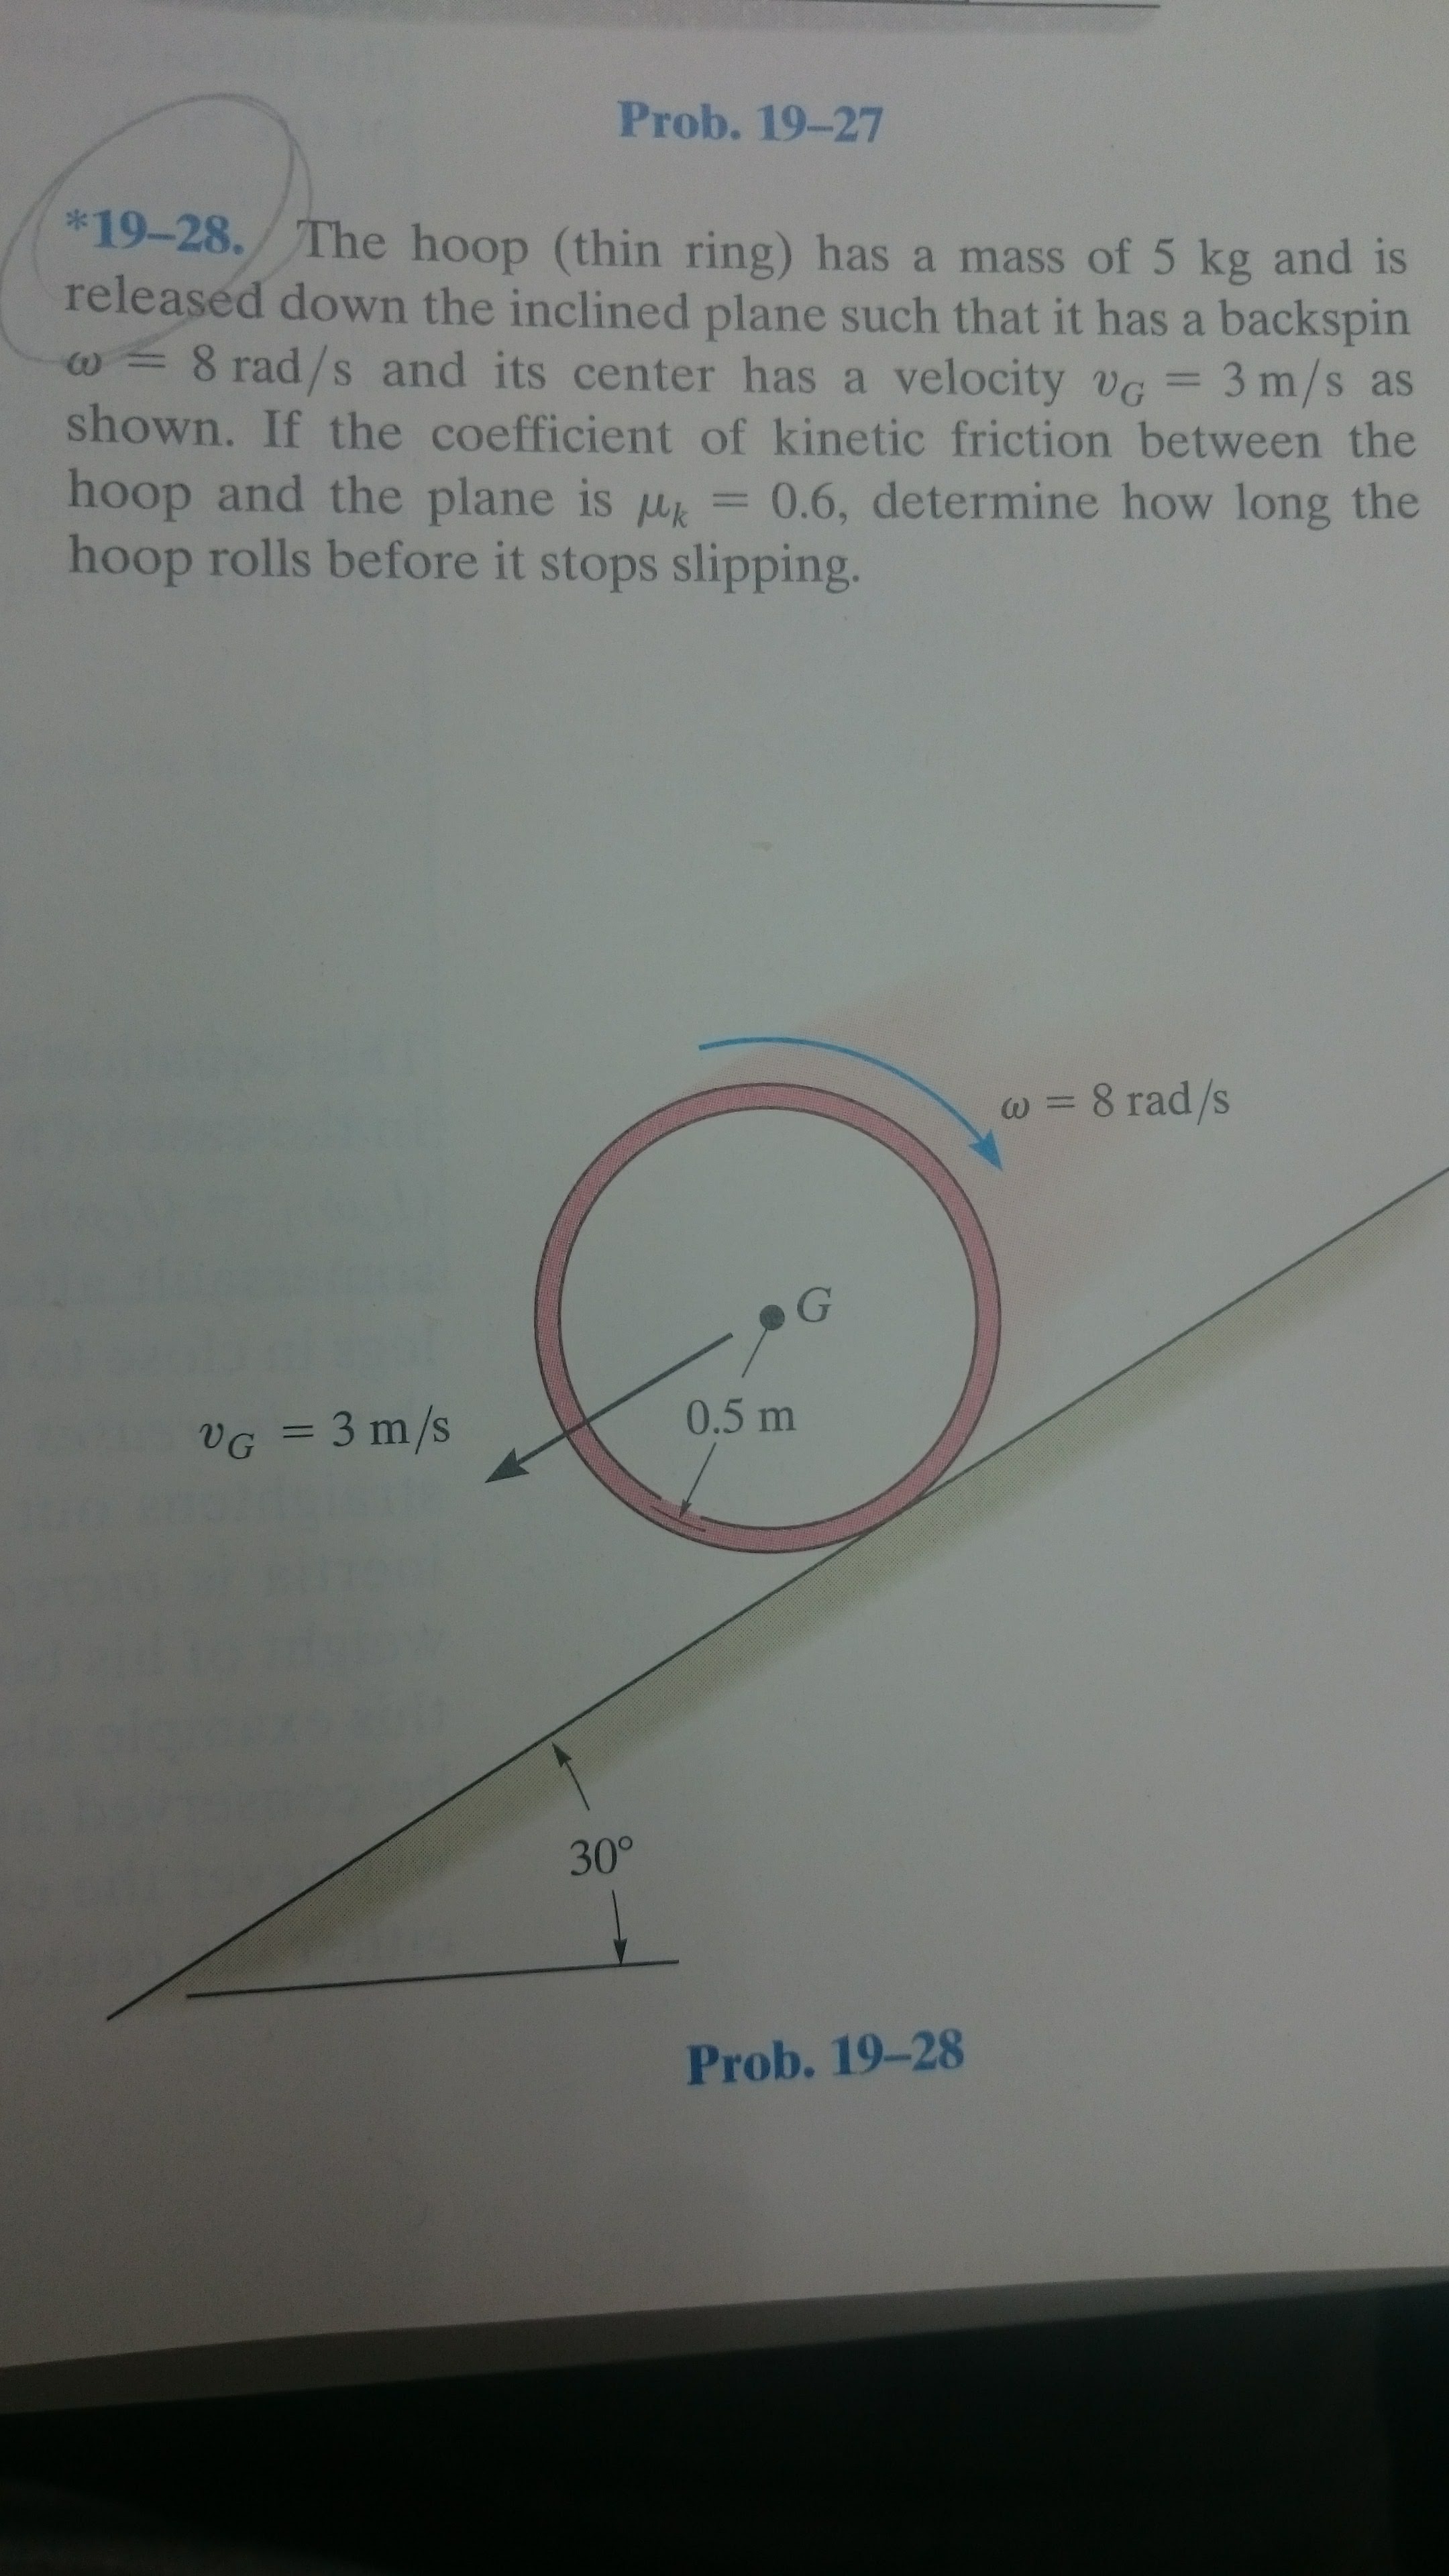 Prob. 19–27
*19–28. The hoop (thin ring) has a mass of 5 kg and is
released down the inclined plane such that it has a backspin
ω = 8 rad/s and its center has a velocity v_G = 3 m/s as
shown. If the coefficient of kinetic friction between the
hoop and the plane is μ_k = 0.6, determine how long the
hoop rolls before it stops slipping.
ω = 8 rad/s
G
0.5 m
v_G = 3 m/s
30°
Prob. 19–28